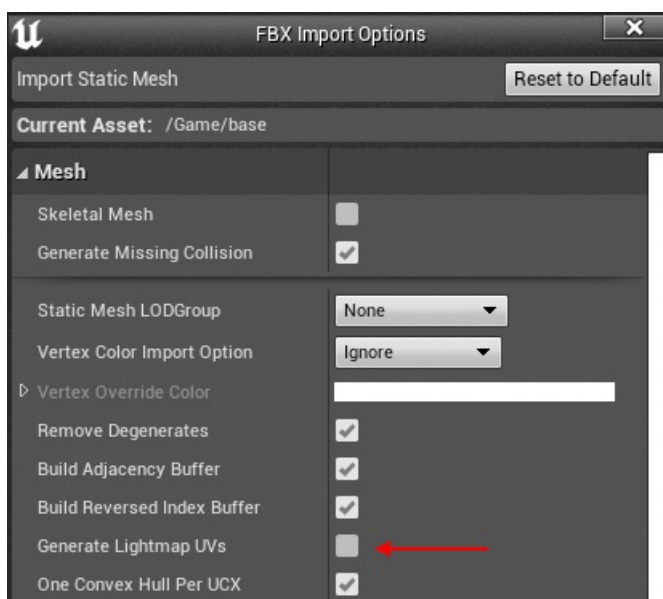 FBX Import Options
Import Static Mesh Reset to Default
Current Asset: /Game/base
Mesh
Skeletal Mesh
Generate Missing Collision
Static Mesh LODGroup None
Vertex Color Import Option Ignore
Vertex Override Color
Remove Degenerates
Build Adjacency Buffer
Build Reversed Index Buffer
Generate Lightmap UVs
One Convex Hull Per UCX